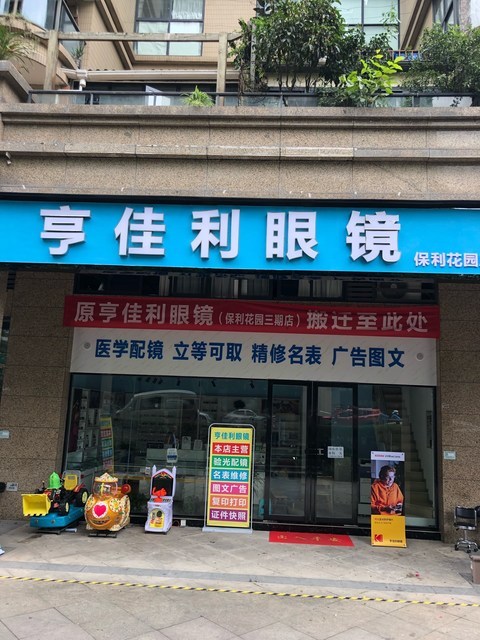 亨佳利眼镜
保利花园
原亨佳利眼镜（保利花园三期店）搬迁至此处
医学配镜 立等可取 精修名表 广告图文
亨佳利眼镜
本店主营
验光配镜
名表维修
图文广告
复印打印
证件快照